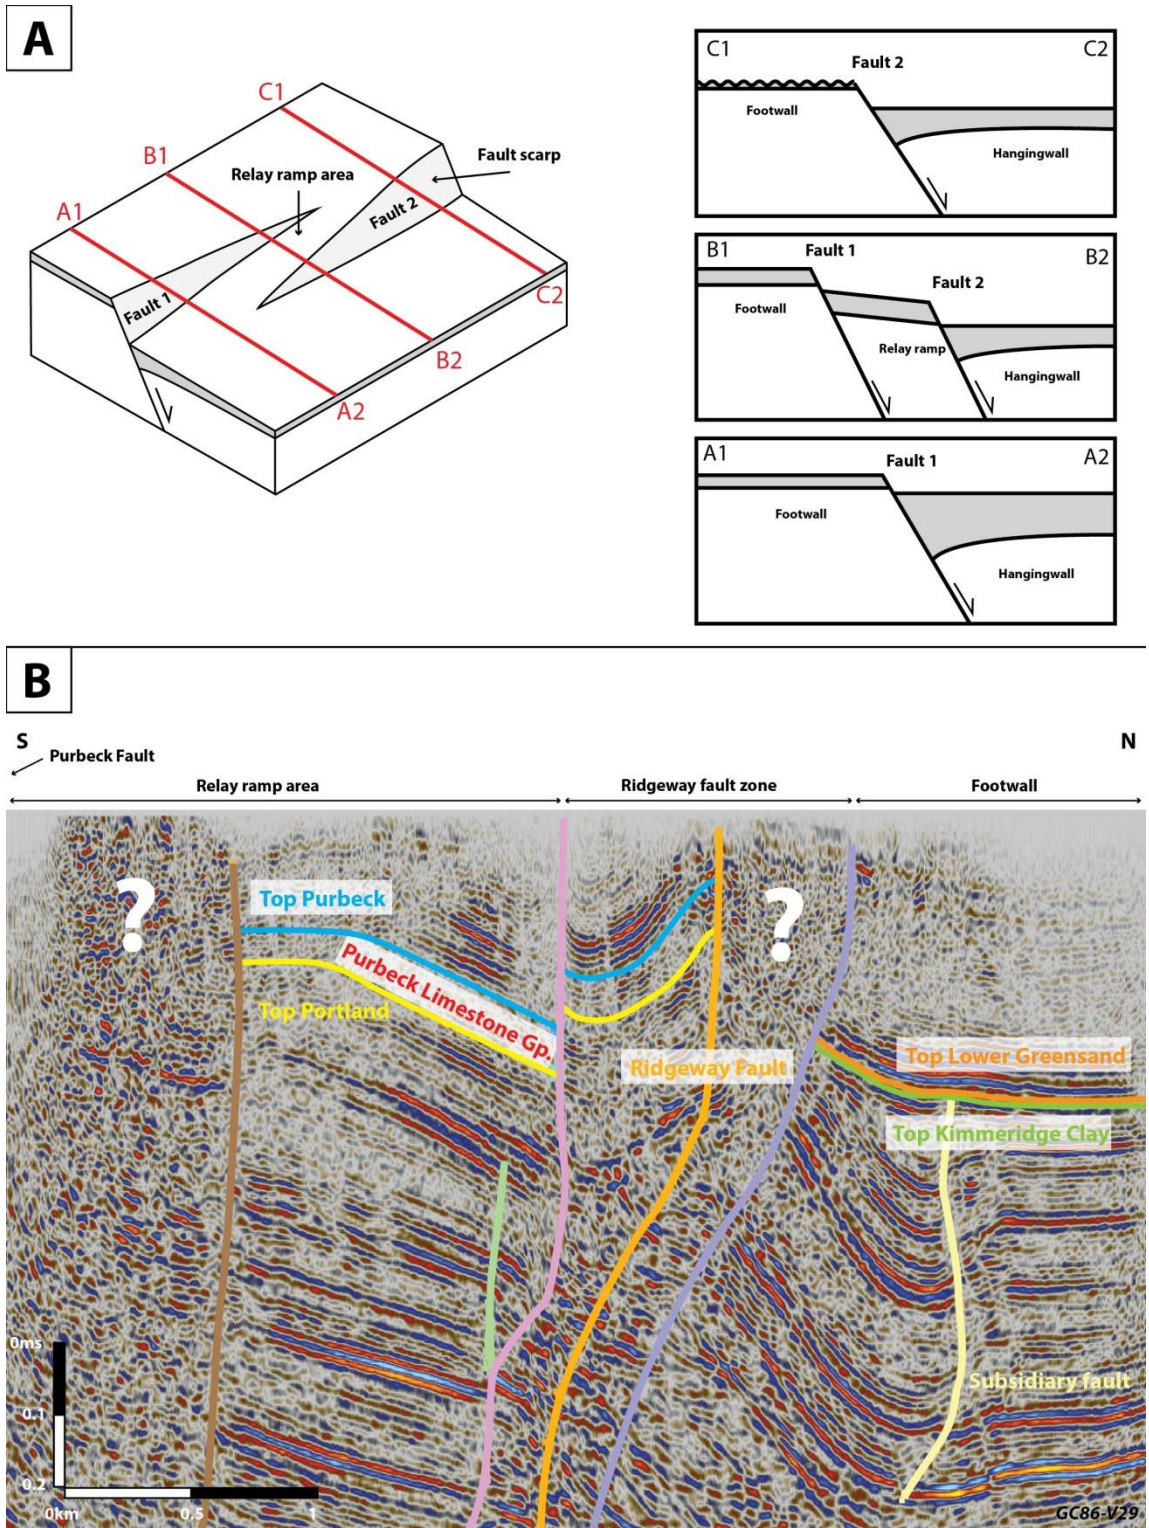 A
C1
B1
Relay ramp area
Fault scarp
A1
Fault 2
Fault 1
C2
B2
A2
C1
C2
Fault 2
Footwall
Hangingwall
B1
Fault 1
B2
Fault 2
Footwall
Relay ramp
Hangingwall
A1
Fault 1
A2
Footwall
Hangingwall
B
S
N
Purbeck Fault
Relay ramp area
Ridgeway fault zone
Footwall
?
Top Purbeck
?
Purbeck Limestone Gp.
Top Portland
Top Lower Greensand
Ridgeway Fault
Top Kimmeridge Clay
0ms
Subsidiary fault
0.1
0.2
0km
0.5
1
GC86-V29